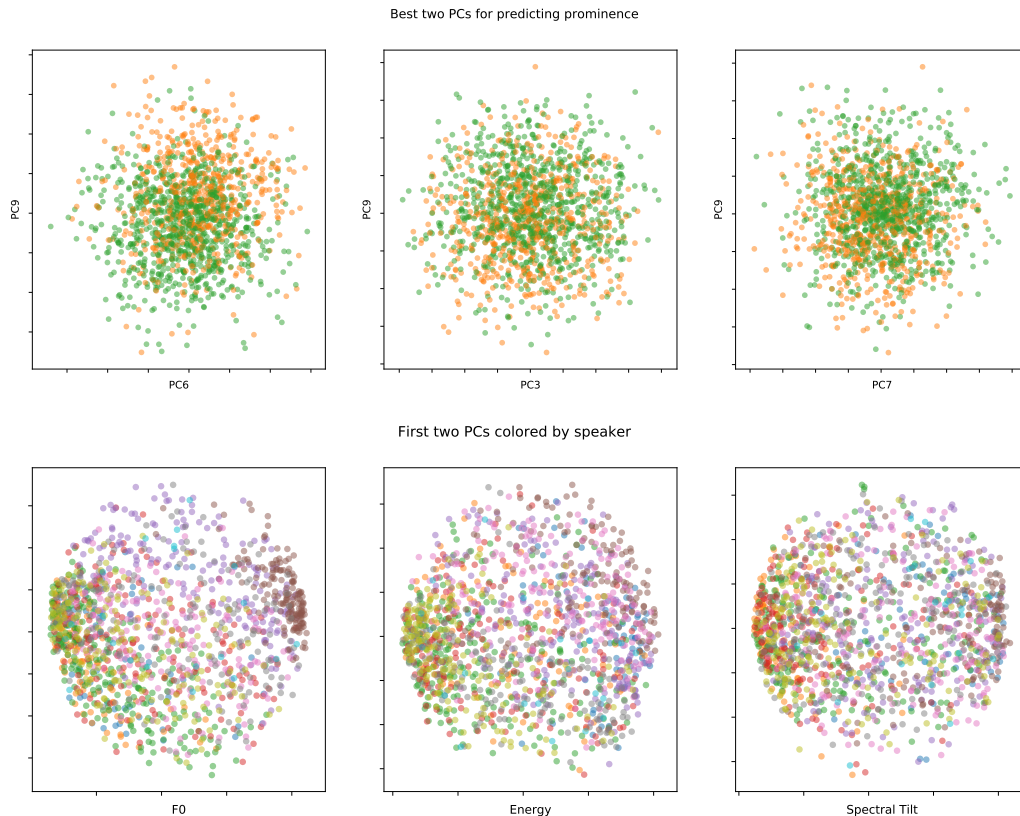 Best two PCs for predicting prominence
PC9
PC6
PC9
PC3
PC9
PC7
First two PCs colored by speaker
F0
Energy
Spectral Tilt